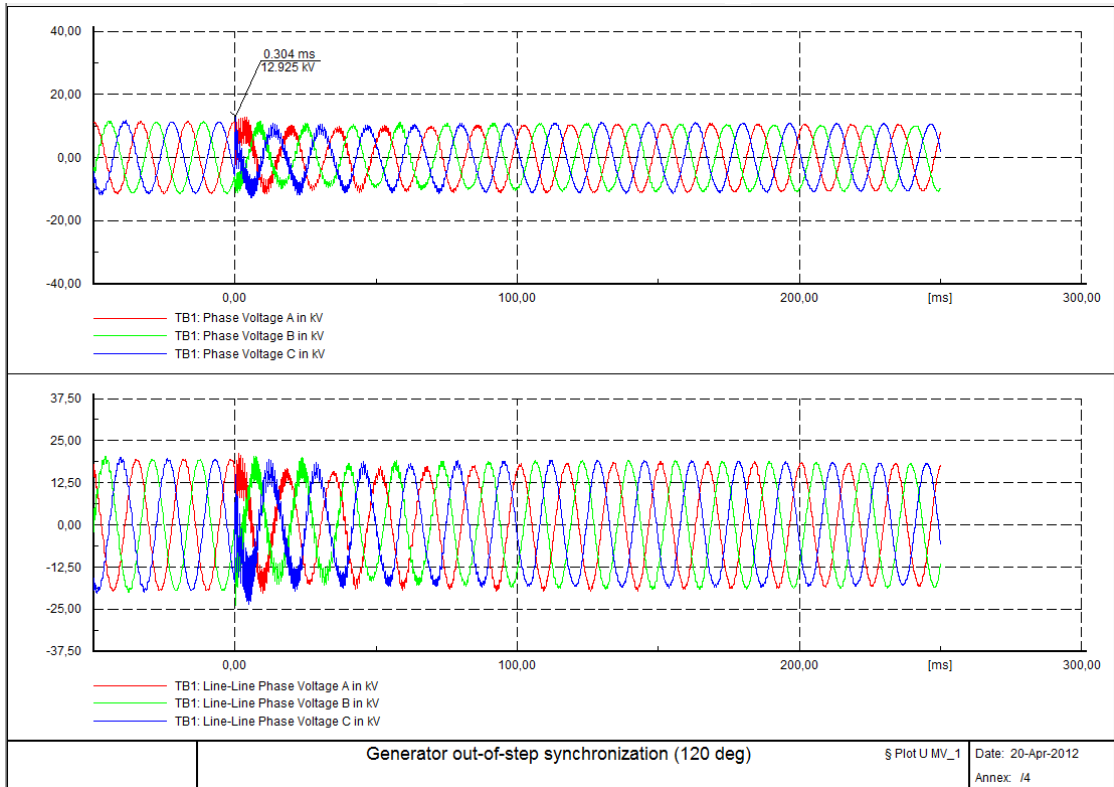 40,00
0.304 ms
12.925 kV
20,00
0,00
-20,00
-40,00
0,00 100,00 200,00 [ms] 300,00
TB1: Phase Voltage A in kV
TB1: Phase Voltage B in kV
TB1: Phase Voltage C in kV
37,50
25,00
12,50
0,00
-12,50
-25,00
-37,50
0,00 100,00 200,00 [ms] 300,00
TB1: Line-Line Phase Voltage A in kV
TB1: Line-Line Phase Voltage B in kV
TB1: Line-Line Phase Voltage C in kV
Generator out-of-step synchronization (120 deg) § Plot U MV_1 Date: 20-Apr-2012
Annex: /4